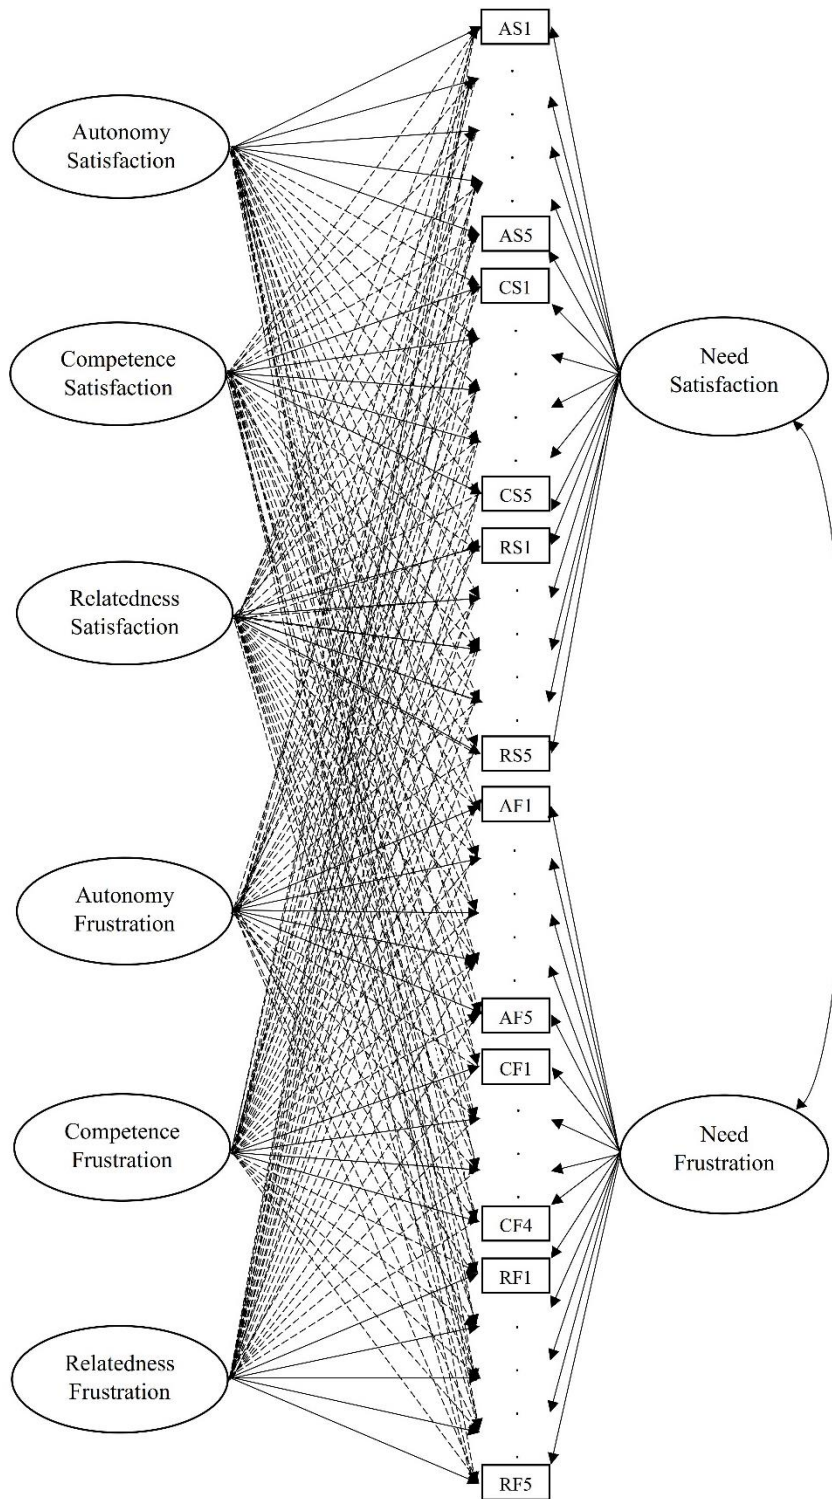 AS1
Autonomy
Satisfaction
AS5
CS1
Competence
Satisfaction
Need
Satisfaction
CS5
RS1
Relatedness
Satisfaction
RS5
AF1
Autonomy
Frustration
AF5
CF1
Competence
Frustration
Need
Frustration
CF4
RF1
Relatedness
Frustration
RF5